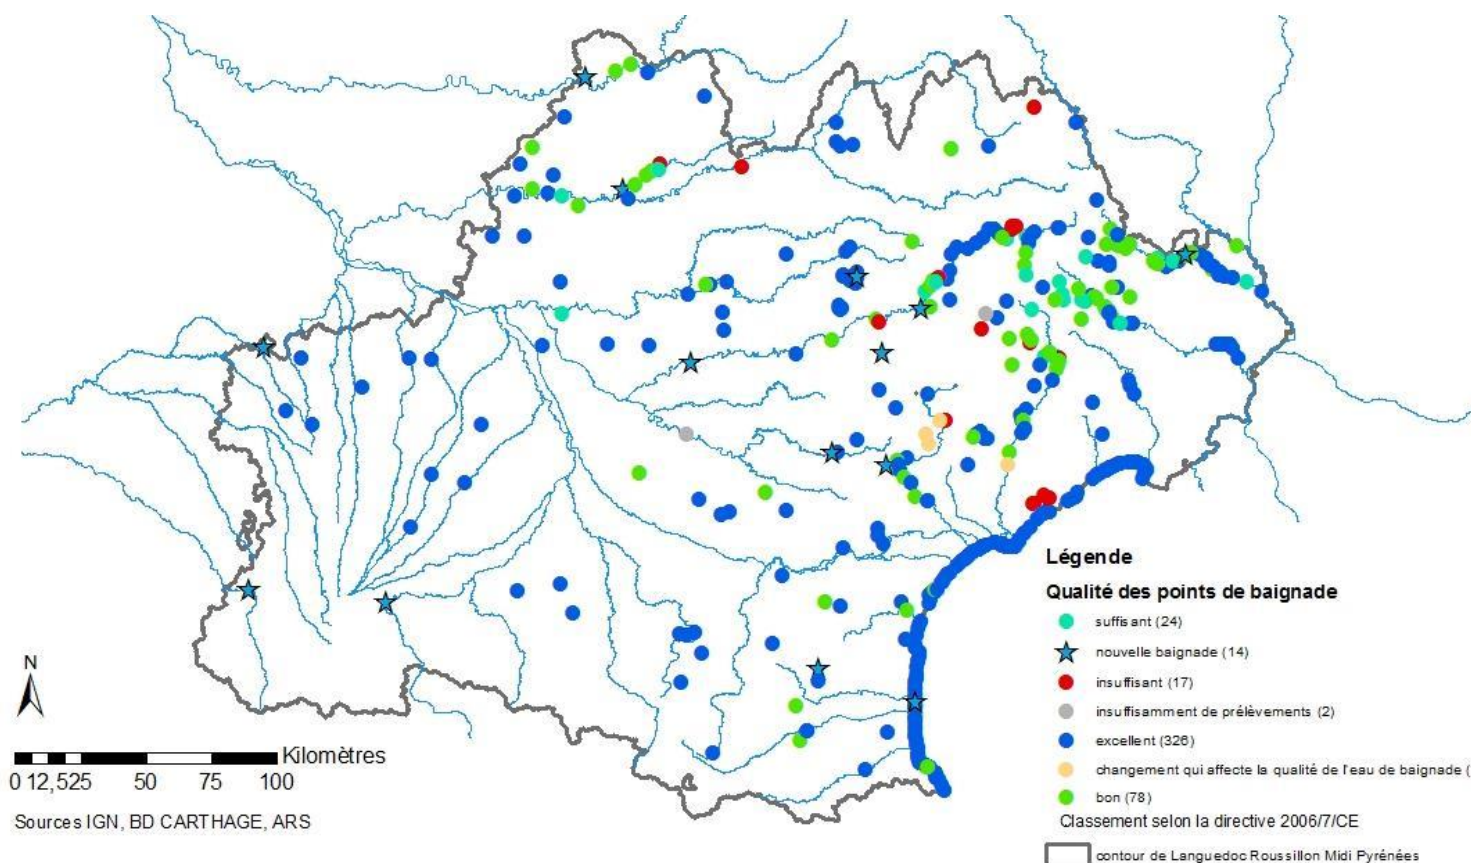 Légende
Qualité des points de baignade
suffisant (24)
nouvelle baignade (14)
insuffisant (17)
insuffisamment de prélèvements (2)
excellent (326)
changement qui affecte la qualité de l'eau de baignade (
bon (78)
Classement selon la directive 2006/7/CE
contour de Languedoc Roussillon Midi Pyrénées
N
Kilomètres
0 12,525 50 75 100
Sources IGN, BD CARTHAGE, ARS